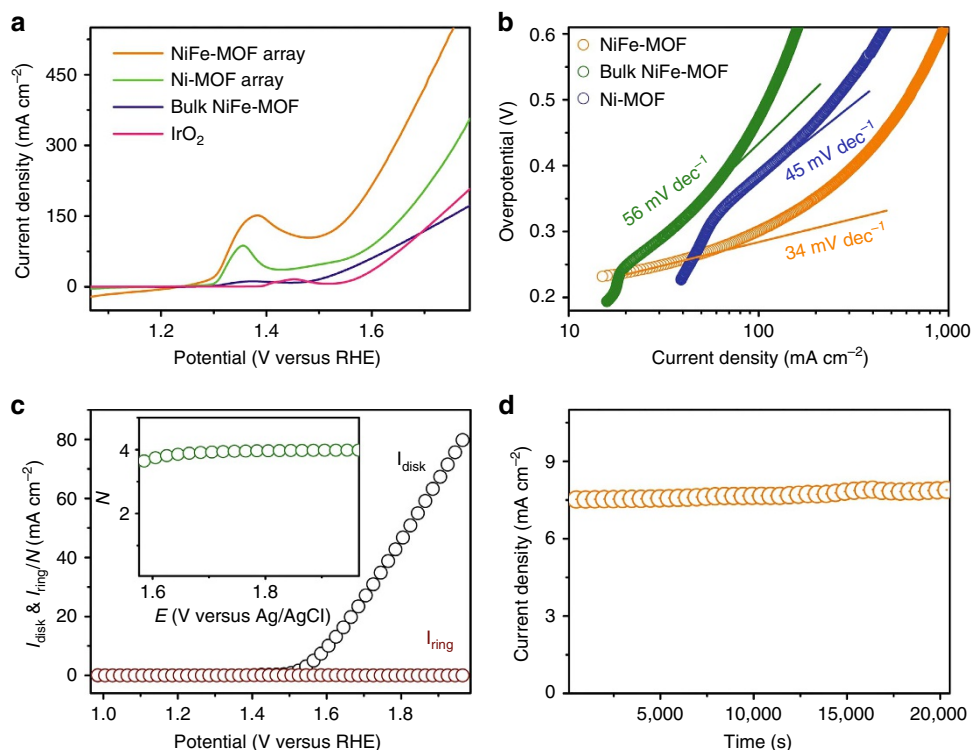 a
Current density (mA cm⁻²)
450
300
150
0
NiFe-MOF array
Ni-MOF array
Bulk NiFe-MOF
IrO₂
1.2
1.4
1.6
Potential (V versus RHE)
b
Overpotential (V)
0.6
0.5
0.4
0.3
0.2
NiFe-MOF
Bulk NiFe-MOF
Ni-MOF
56 mV dec⁻¹
45 mV dec⁻¹
34 mV dec⁻¹
10
100
1,000
Current density (mA cm⁻²)
c
I_disk & I_ring/N (mA cm⁻²)
80
60
40
20
0
N
4
2
1.6
1.8
E (V versus Ag/AgCl)
I_disk
I_ring
1.0
1.2
1.4
1.6
1.8
Potential (V versus RHE)
d
Current density (mA cm⁻²)
9
6
3
0
5,000
10,000
15,000
20,000
Time (s)